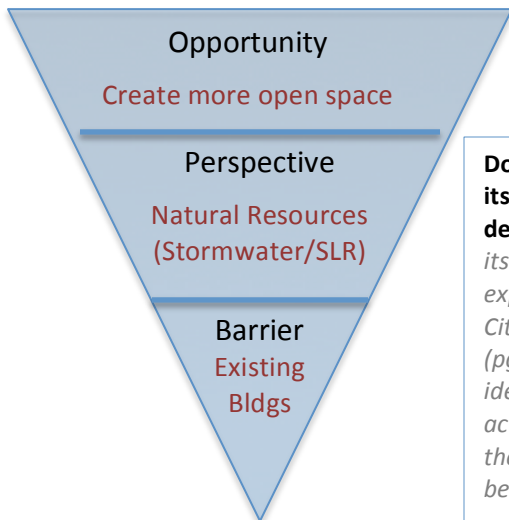 Opportunity
Create more open space
Perspective
Natural Resources
(Stormwater/SLR)
Barrier
Existing
Bldgs
Do
its
de
its
exp
Cit
(pg
ide
ac
the
be